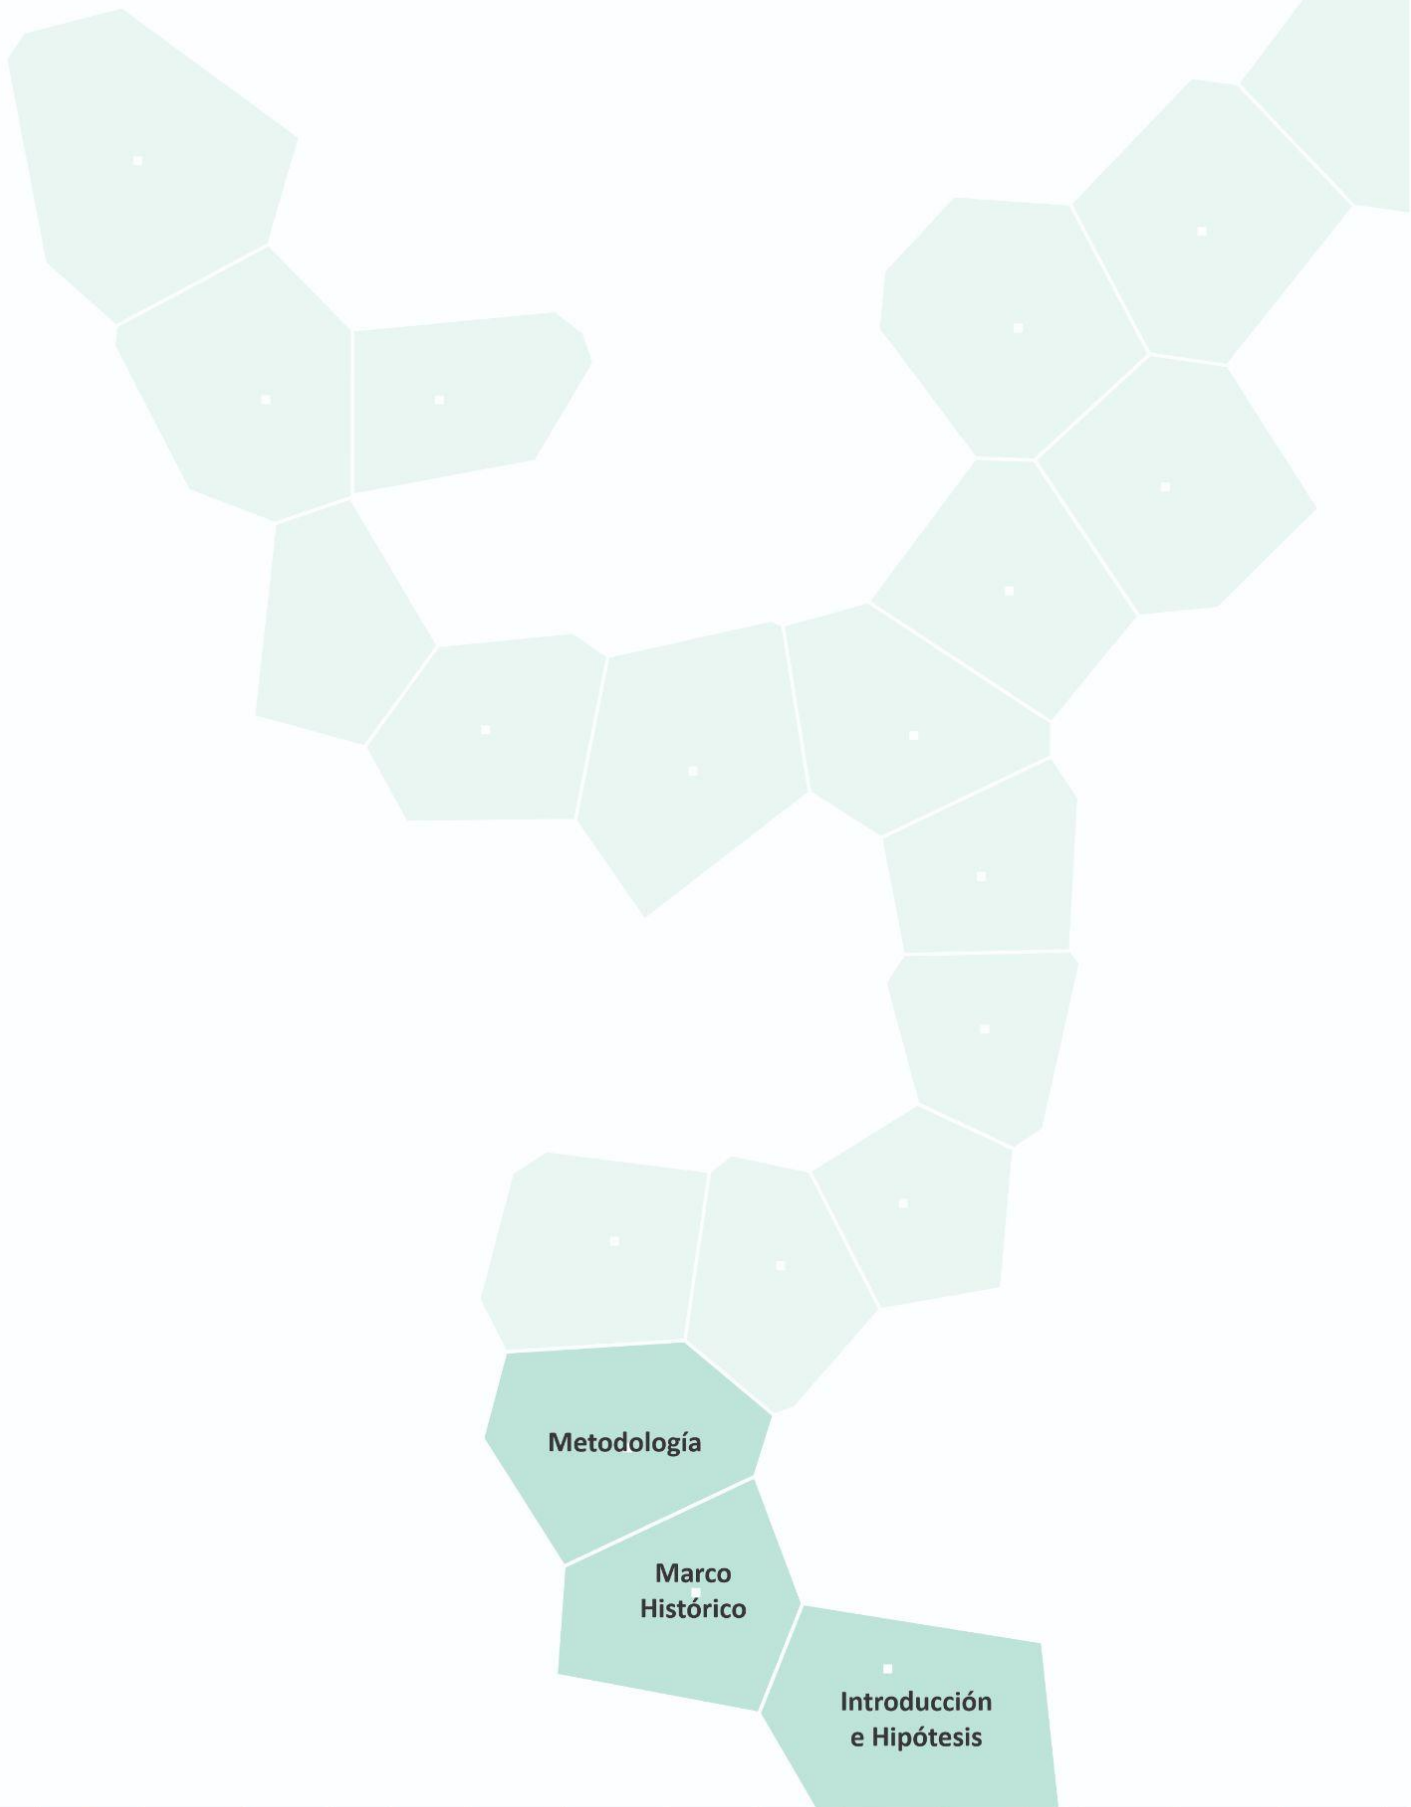 Metodología
Marco
Histórico
Introducción
e Hipótesis